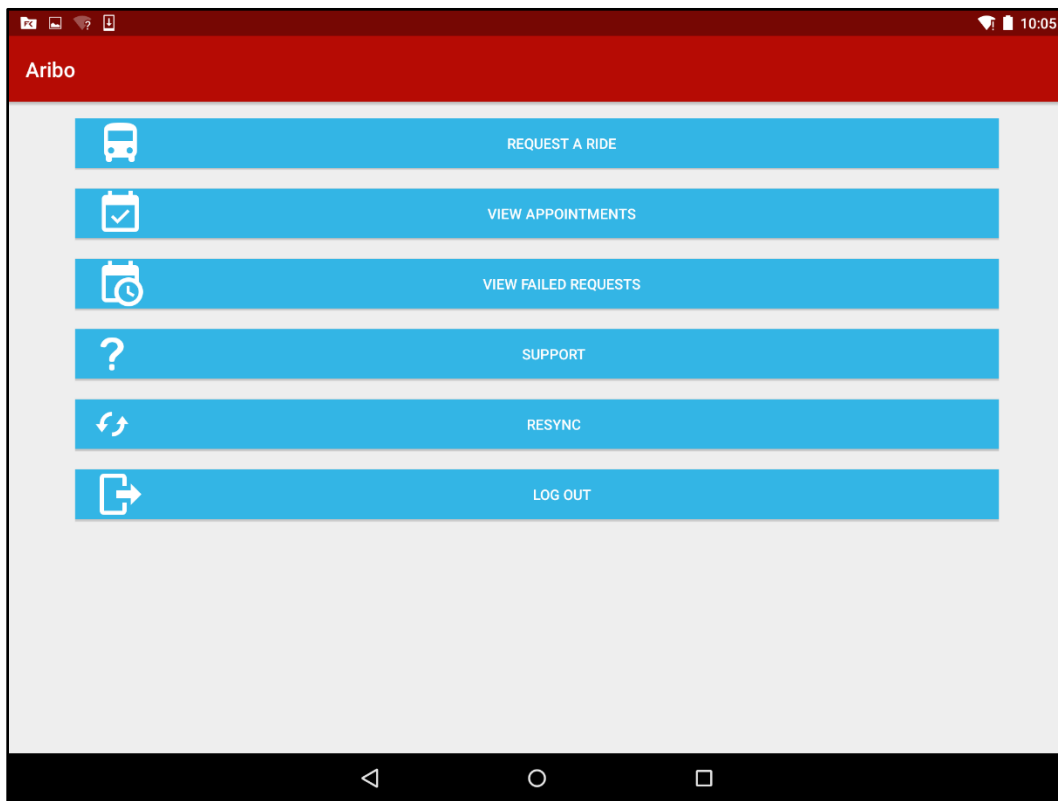 10:05
Aribo
REQUEST A RIDE
VIEW APPOINTMENTS
VIEW FAILED REQUESTS
SUPPORT
RESYNC
LOG OUT